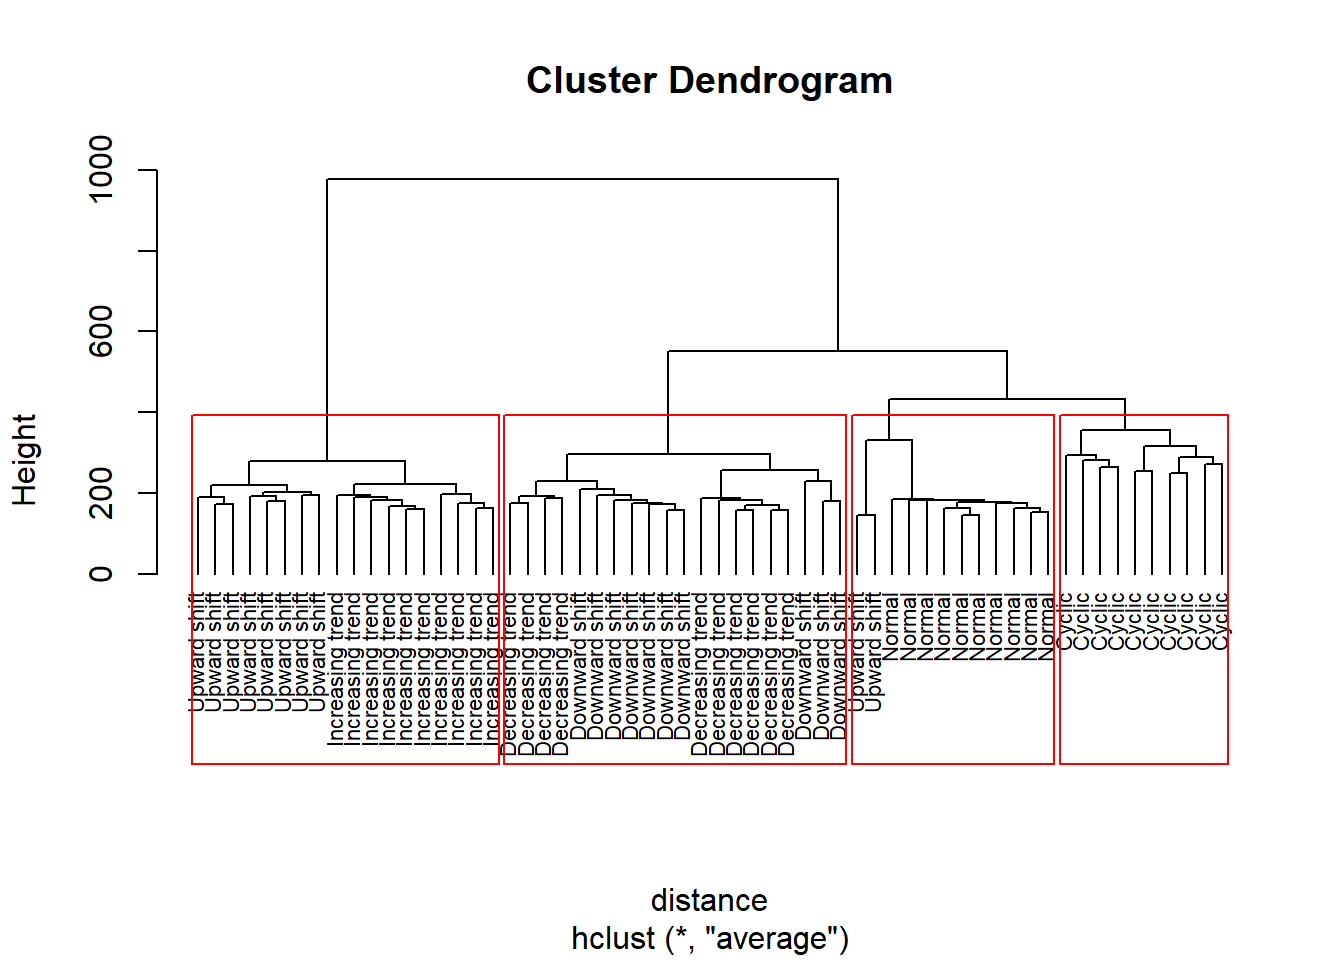 Cluster Dendrogram
Height
1000
600
200
0
Upward shift
Upward shift
Upward shift
Upward shift
Upward shift
Upward shift
Upward shift
Upward shift
Increasing trend
Increasing trend
Increasing trend
Increasing trend
Increasing trend
Increasing trend
Increasing trend
Increasing trend
Increasing trend
Increasing trend
Decreasing trend
Decreasing trend
Decreasing trend
Decreasing trend
Downward shift
Downward shift
Downward shift
Downward shift
Downward shift
Downward shift
Downward shift
Decreasing trend
Decreasing trend
Decreasing trend
Decreasing trend
Decreasing trend
Decreasing trend
Downward shift
Downward shift
Downward shift
Upward shift
Upward shift
Normal
Normal
Normal
Normal
Normal
Normal
Normal
Normal
Normal
Normal
Cyclic
Cyclic
Cyclic
Cyclic
Cyclic
Cyclic
Cyclic
Cyclic
Cyclic
Cyclic
distance
hclust (*, "average")